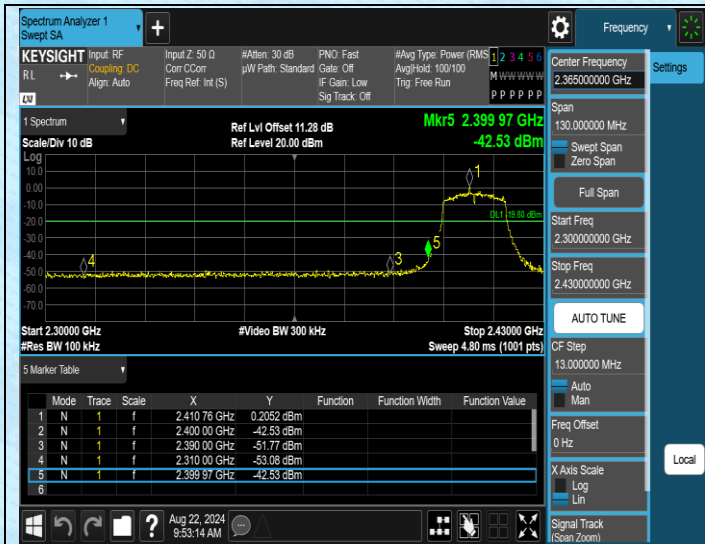 Spectrum Analyzer 1
Swept SA
+
Frequency
KEYSIGHT
RL
LXI
Input: RF
Coupling: DC
Align: Auto
Input Z: 50 Ω
Corr CCorr
Freq Ref: Int (S)
#Atten: 30 dB
µW Path: Standard
PNO: Fast
Gate: Off
IF Gain: Low
Sig Track: Off
#Avg Type: Power (RMS
Avg|Hold: 100/100
Trig: Free Run
1 2 3 4 5 6
M W W W W W
P P P P P P
1 Spectrum
Scale/Div 10 dB
Ref Lvl Offset 11.28 dB
Ref Level 20.00 dBm
Mkr5 2.399 97 GHz
-42.53 dBm
Log
10.0
0.00
-10.0
-20.0
-30.0
-40.0
-50.0
-60.0
-70.0
1
DL1 -19.80 dBm
5
3
4
Start 2.30000 GHz
#Res BW 100 kHz
#Video BW 300 kHz
Stop 2.43000 GHz
Sweep 4.80 ms (1001 pts)
5 Marker Table
Mode Trace Scale X Y Function Function Width Function Value
1 N 1 f 2.410 76 GHz 0.2052 dBm
2 N 1 f 2.400 00 GHz -42.53 dBm
3 N 1 f 2.390 00 GHz -51.77 dBm
4 N 1 f 2.310 00 GHz -53.08 dBm
5 N 1 f 2.399 97 GHz -42.53 dBm
6
?
Aug 22, 2024
9:53:14 AM
Center Frequency
2.365000000 GHz
Span
130.000000 MHz
Swept Span
Zero Span
Full Span
Start Freq
2.300000000 GHz
Stop Freq
2.430000000 GHz
AUTO TUNE
CF Step
13.000000 MHz
Auto
Man
Freq Offset
0 Hz
X Axis Scale
Log
Lin
Signal Track
(Span Zoom)
Settings
Local